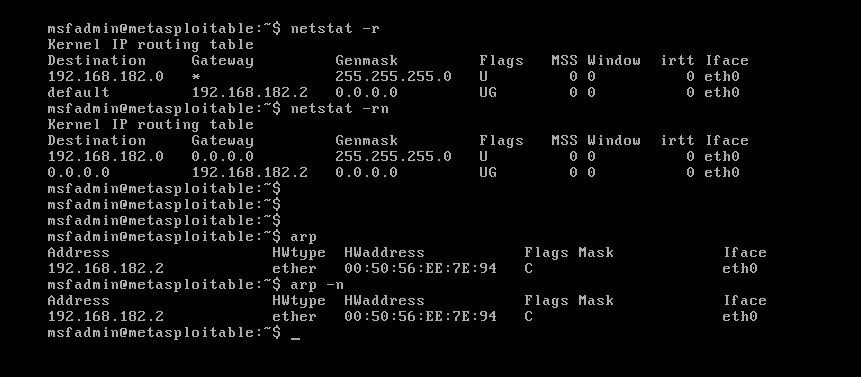 msfadmin@metasploitable:~$ netstat -r
Kernel IP routing table
Destination     Gateway         Genmask         Flags   MSS Window  irtt Iface
192.168.182.0   *               255.255.255.0   U         0 0          0 eth0
default         192.168.182.2   0.0.0.0         UG        0 0          0 eth0
msfadmin@metasploitable:~$ netstat -rn
Kernel IP routing table
Destination     Gateway         Genmask         Flags   MSS Window  irtt Iface
192.168.182.0   0.0.0.0         255.255.255.0   U         0 0          0 eth0
0.0.0.0         192.168.182.2   0.0.0.0         UG        0 0          0 eth0
msfadmin@metasploitable:~$
msfadmin@metasploitable:~$
msfadmin@metasploitable:~$
msfadmin@metasploitable:~$ arp
Address                  HWtype  HWaddress           Flags Mask            Iface
192.168.182.2            ether   00:50:56:EE:7E:94   C                     eth0
msfadmin@metasploitable:~$ arp -n
Address                  HWtype  HWaddress           Flags Mask            Iface
192.168.182.2            ether   00:50:56:EE:7E:94   C                     eth0
msfadmin@metasploitable:~$ _